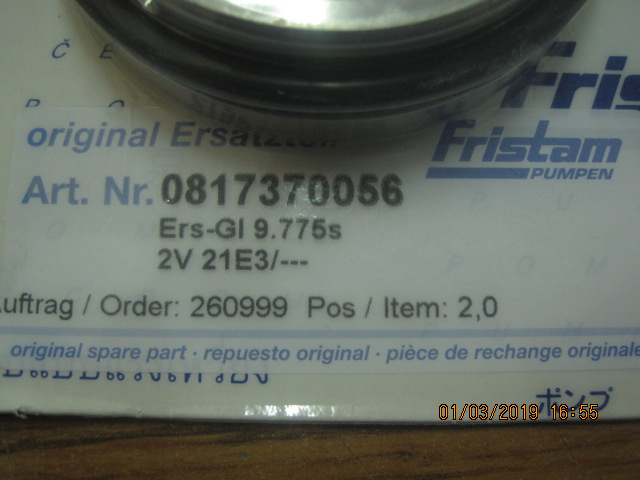 original
Fristam
PUMPEN
Art. Nr. 0817370056
Ers-Gl 9.775s
2V 21E3/---
Auftrag / Order: 260999 Pos / Item: 2,0
original spare part · repuesto original · pièce de rechange originale
ポンプ
01/03/2019 16:55